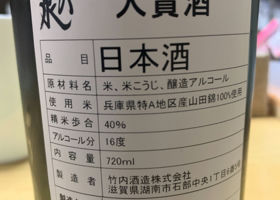 大賞酒
品目 日本酒
原材料名 米、米こうじ、醸造アルコール
使用米 兵庫県特A地区産山田錦100%使用
精米歩合 40%
アルコール分 16度
内容量 720ml
製造者 竹内酒造株式会社
滋賀県湖南市石部中央1丁目6番5号